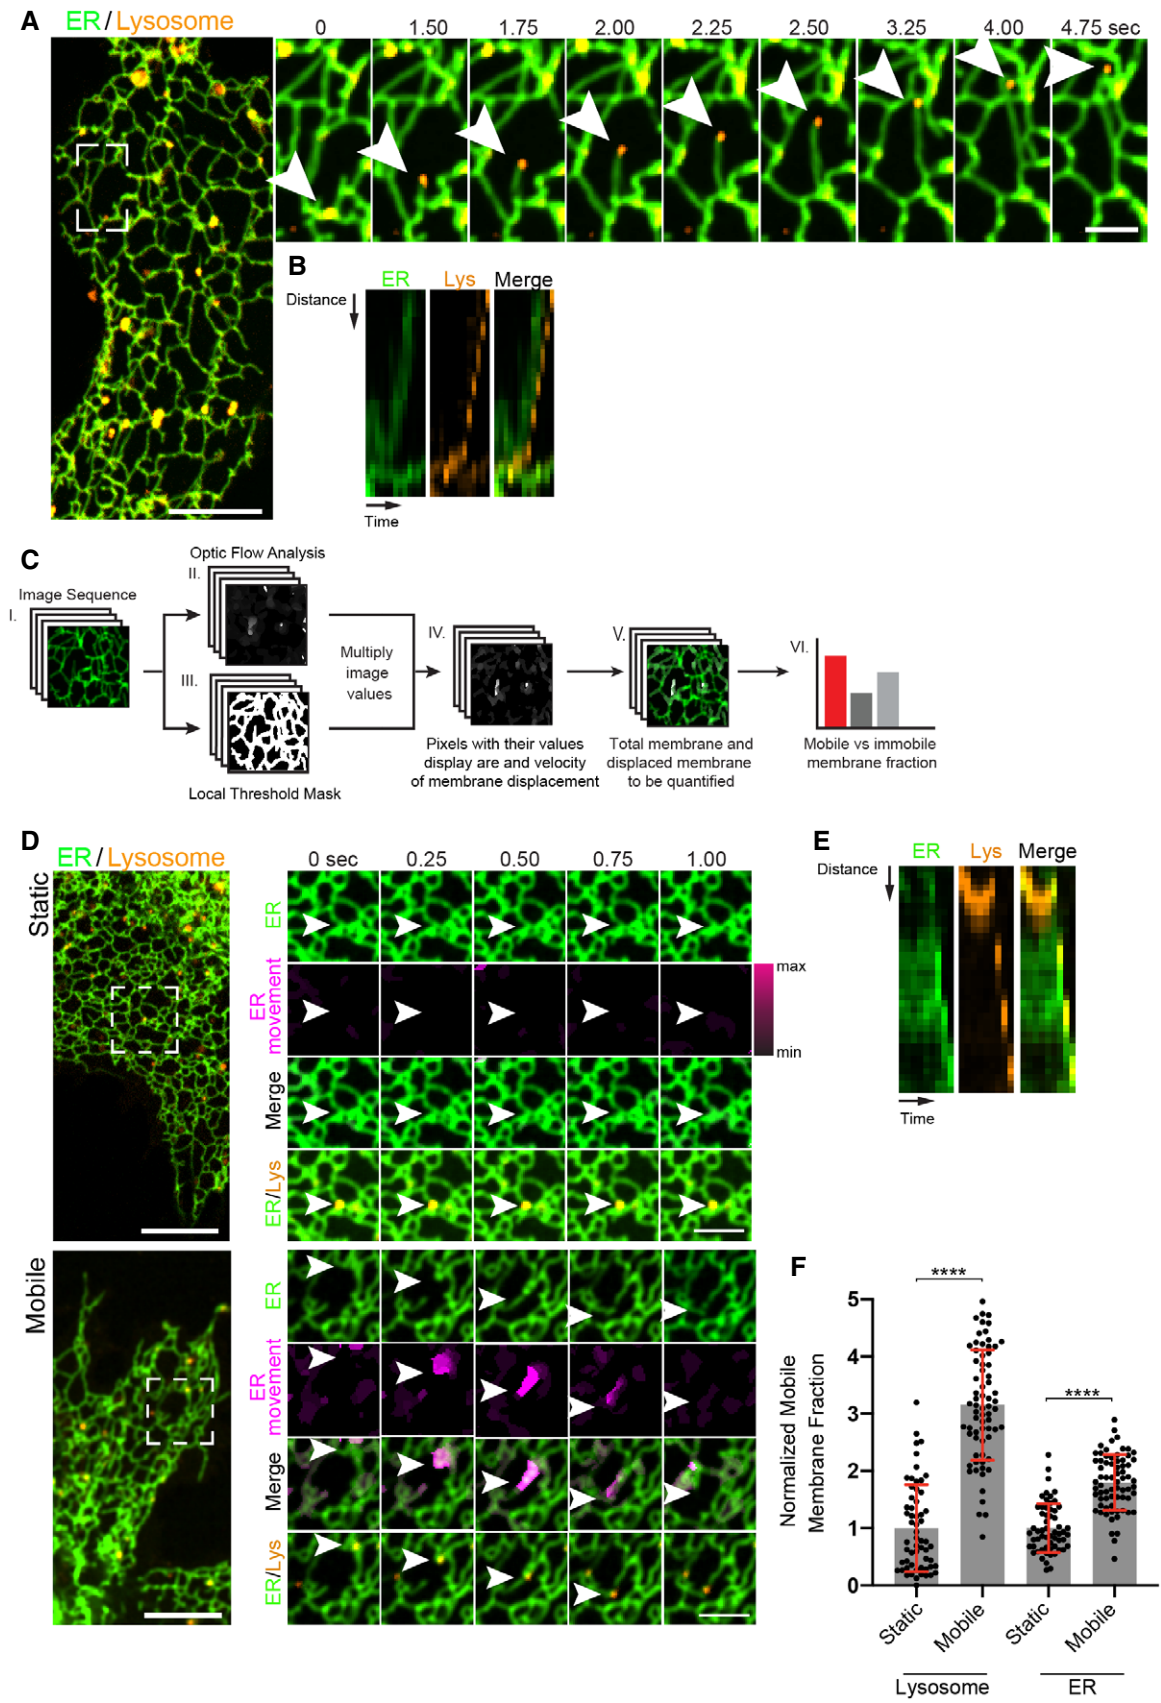 A
ER / Lysosome
0 1.50 1.75 2.00 2.25 2.50 3.25 4.00 4.75 sec
B
ER Lys Merge
Distance
Time
C
Optic Flow Analysis
Image Sequence
I.
II.
III.
Multiply
image
values
IV.
V.
VI.
Local Threshold Mask
Pixels with their values
display are and velocity
of membrane displacement
Total membrane and
displaced membrane
to be quantified
Mobile vs immobile
membrane fraction
D
ER / Lysosome
0 sec 0.25 0.50 0.75 1.00
Static
ER
ER
movement
max
min
Merge
ER/Lys
Mobile
ER
ER
movement
Merge
ER/Lys
E
ER Lys Merge
Distance
Time
F
****
****
Normalized Mobile
Membrane Fraction
5
4
3
2
1
0
Static Mobile Static Mobile
Lysosome ER